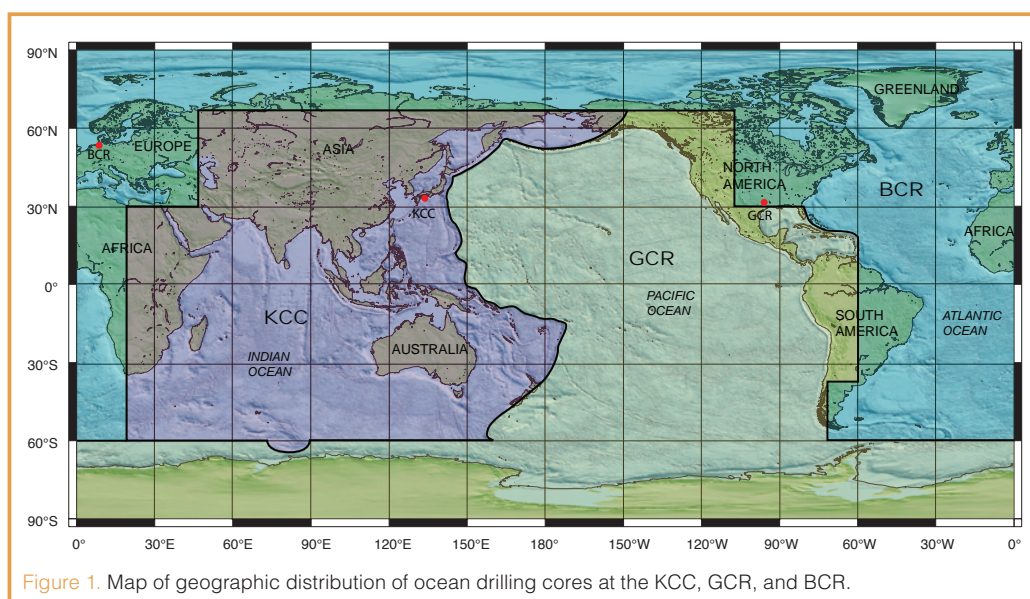 90°N
60°N
30°N
0°
30°S
60°S
90°S
GREENLAND
BCR
EUROPE
ASIA
NORTH
AMERICA
BCR
KCC
GCR
AFRICA
AFRICA
GCR
KCC
PACIFIC
OCEAN
SOUTH
AMERICA
ATLANTIC
OCEAN
AUSTRALIA
INDIAN
OCEAN
0° 30°E 60°E 90°E 120°E 150°E 180° 150°W 120°W 90°W 60°W 30°W 0°
Figure 1. Map of geographic distribution of ocean drilling cores at the KCC, GCR, and BCR.